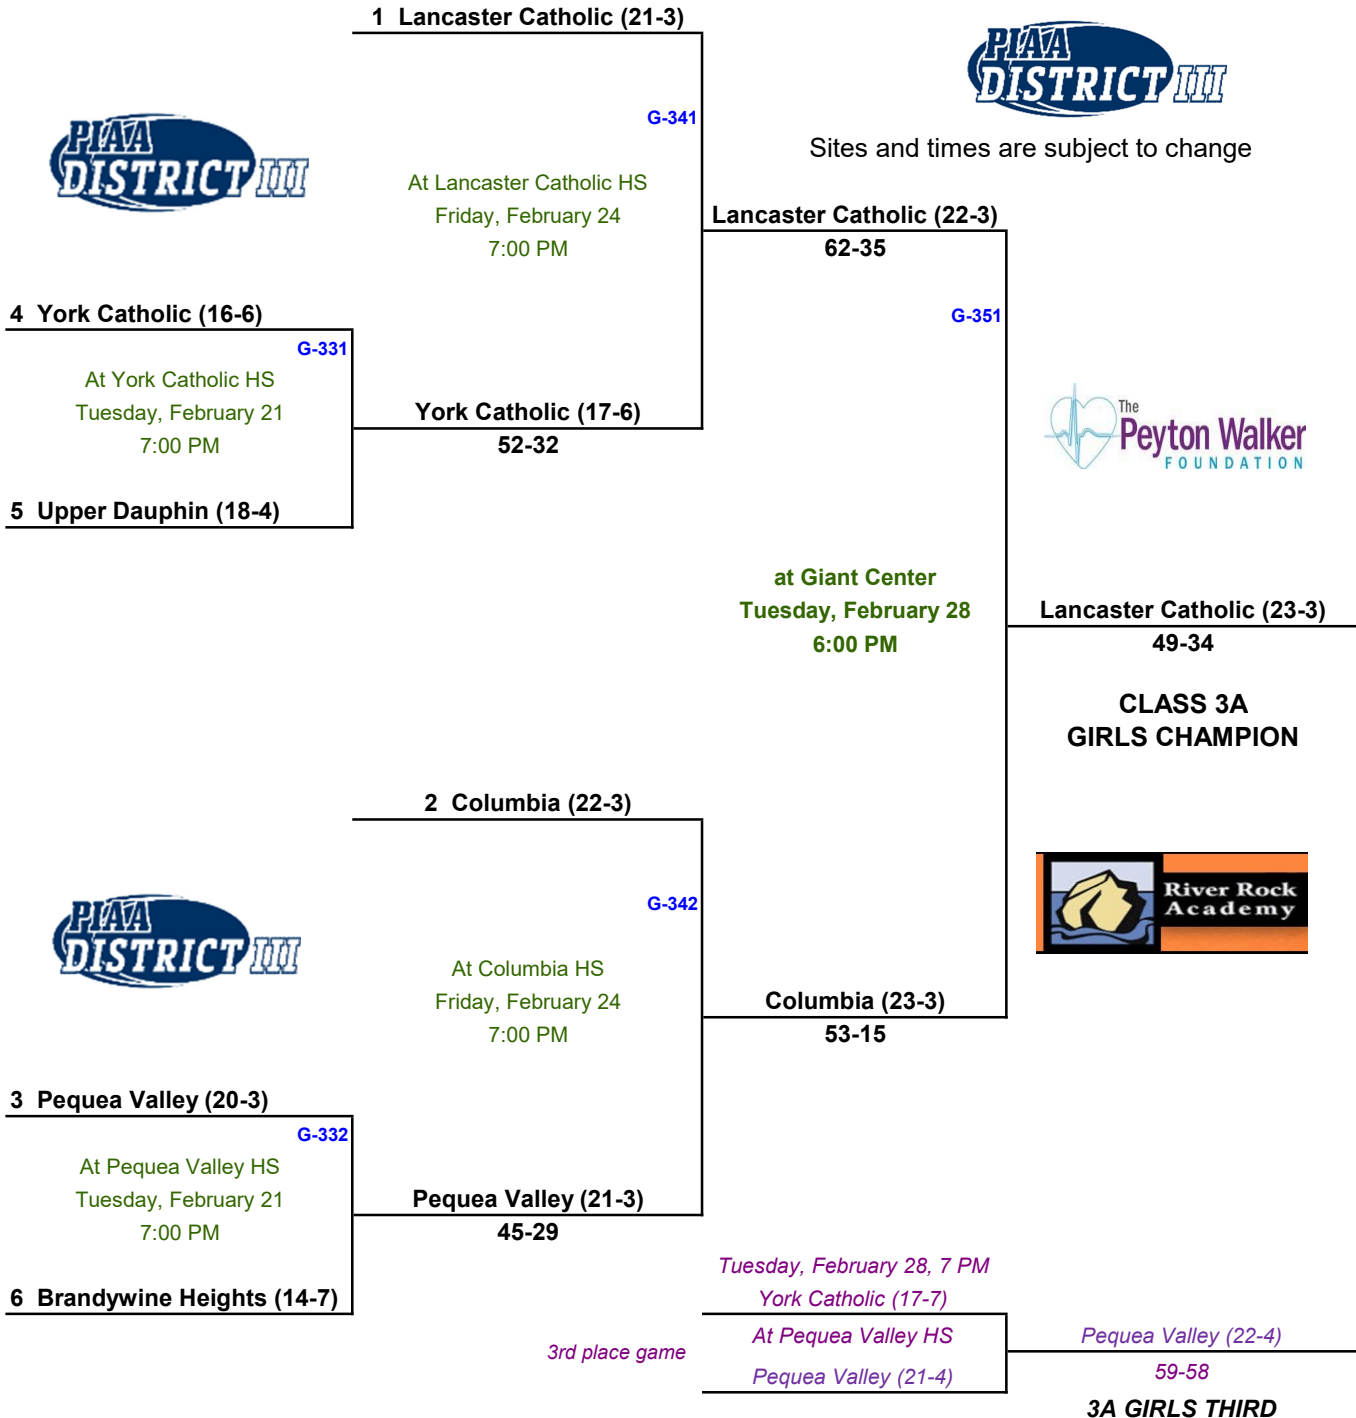 1 Lancaster Catholic (21-3)
PIAA
DISTRICT III
Sites and times are subject to change
G-341
PIAA
DISTRICT III
At Lancaster Catholic HS
Friday, February 24
7:00 PM
Lancaster Catholic (22-3)
62-35
4 York Catholic (16-6)
G-331
G-351
At York Catholic HS
Tuesday, February 21
7:00 PM
York Catholic (17-6)
52-32
The
Peyton Walker
FOUNDATION
5 Upper Dauphin (18-4)
at Giant Center
Tuesday, February 28
6:00 PM
Lancaster Catholic (23-3)
49-34
CLASS 3A
GIRLS CHAMPION
2 Columbia (22-3)
G-342
River Rock
Academy
PIAA
DISTRICT III
At Columbia HS
Friday, February 24
7:00 PM
Columbia (23-3)
53-15
3 Pequea Valley (20-3)
G-332
At Pequea Valley HS
Tuesday, February 21
7:00 PM
Pequea Valley (21-3)
45-29
6 Brandywine Heights (14-7)
Tuesday, February 28, 7 PM
York Catholic (17-7)
3rd place game
At Pequea Valley HS
Pequea Valley (21-4)
Pequea Valley (22-4)
59-58
3A GIRLS THIRD